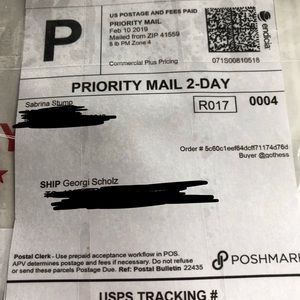 P
US POSTAGE AND FEES PAID
PRIORITY MAIL
Feb 10 2019
Mailed from ZIP 41559
8 lb PM Zone 4
Commercial Plus Pricing
endicia
071S00810518
PRIORITY MAIL 2-DAY
Sabrina Stump
R017
0004
Order # 5c60c1eef64dcff71174d76d
Buyer @gothess
SHIP Georgi Scholz
Postal Clerk - Use prepaid acceptance workflow in POS.
APV determines postage and fees if necessary. Do not refuse
or send these parcels Postage Due. Ref: Postal Bulletin 22435
POSHMARK
USPS TRACKING #